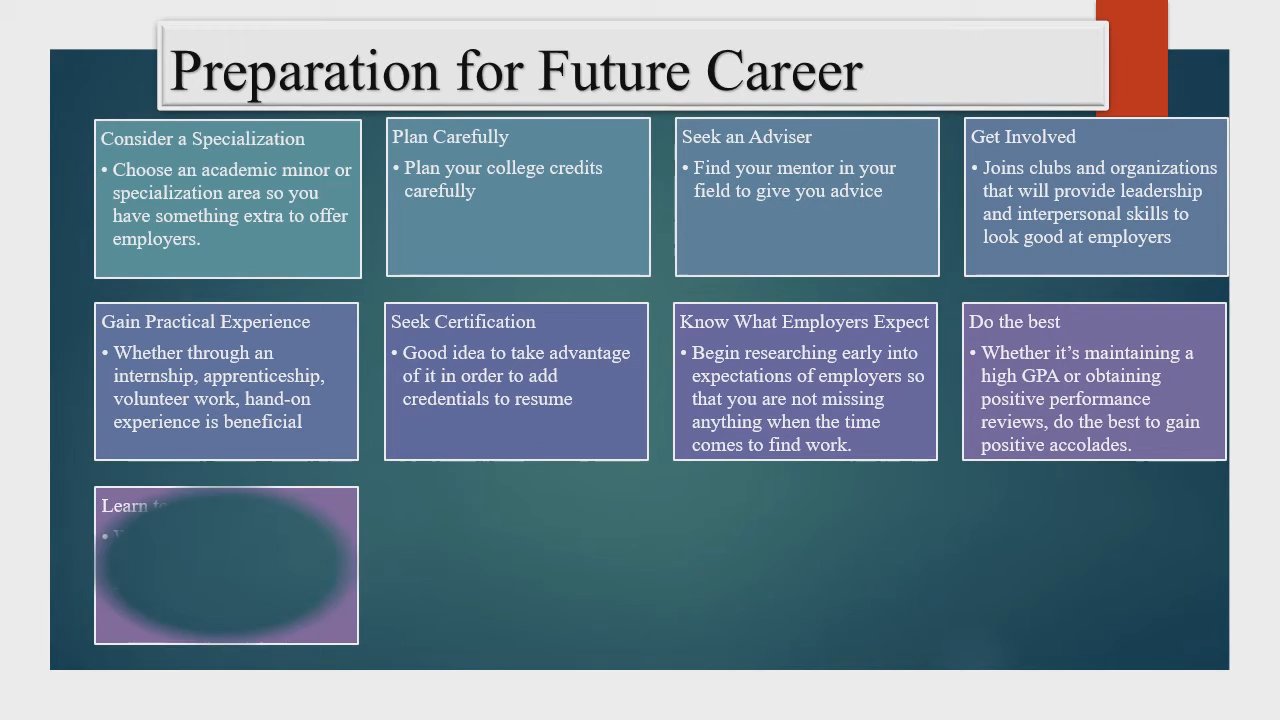 Preparation for Future Career
Consider a Specialization
• Choose an academic minor or
specialization area so you
have something extra to offer
employers.
Plan Carefully
• Plan your college credits
carefully
Seek an Adviser
• Find your mentor in your
field to give you advice
Get Involved
• Joins clubs and organizations
that will provide leadership
and interpersonal skills to
look good at employers
Gain Practical Experience
• Whether through an
internship, apprenticeship,
volunteer work, hand-on
experience is beneficial
Seek Certification
• Good idea to take advantage
of it in order to add
credentials to resume
Know What Employers Expect
• Begin researching early into
expectations of employers so
that you are not missing
anything when the time
comes to find work.
Do the best
• Whether it’s maintaining a
high GPA or obtaining
positive performance
reviews, do the best to gain
positive accolades.
Learn